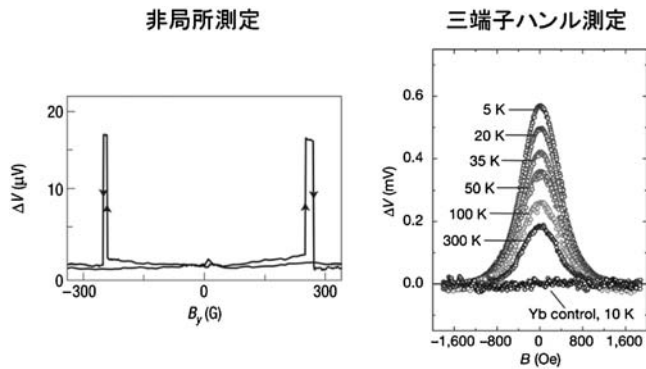 非局所測定
三端子ハンル測定
20
10
0
ΔV (μV)
−300
0
300
B_y (G)
0.6
0.4
0.2
0.0
ΔV (mV)
5 K
20 K
35 K
50 K
100 K
300 K
Yb control, 10 K
−1,600
−800
0
800
1,600
B (Oe)